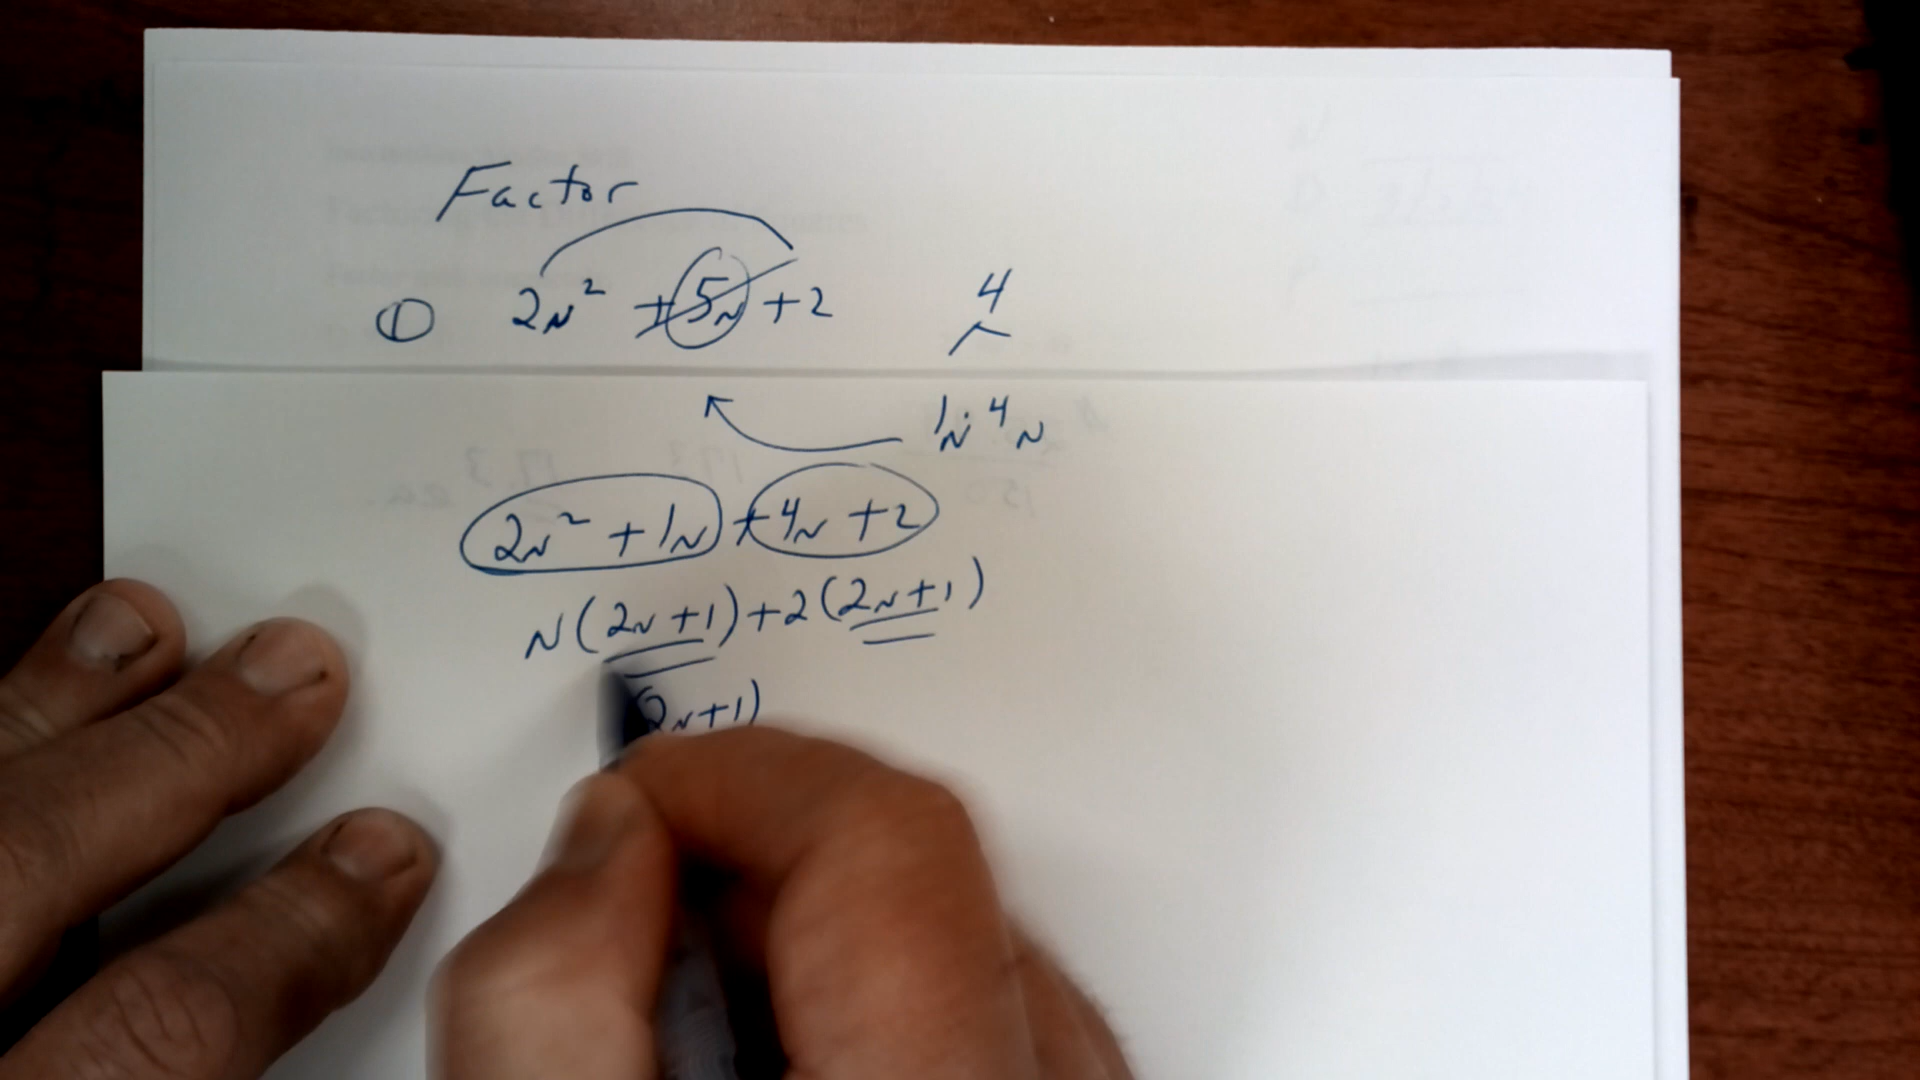 Factor
① 2N² + 5N + 2 4
1N · 4N
2N² + 1N + 4N + 2
N(2N+1) + 2(2N+1)
(2N+1)